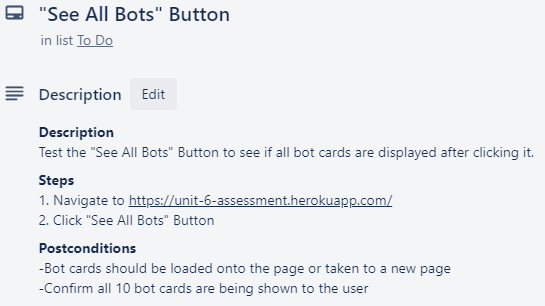 "See All Bots" Button
in list To Do
Description Edit
Description
Test the "See All Bots" Button to see if all bot cards are displayed after clicking it.
Steps
1. Navigate to https://unit-6-assessment.herokuapp.com/
2. Click "See All Bots" Button
Postconditions
-Bot cards should be loaded onto the page or taken to a new page
-Confirm all 10 bot cards are being shown to the user